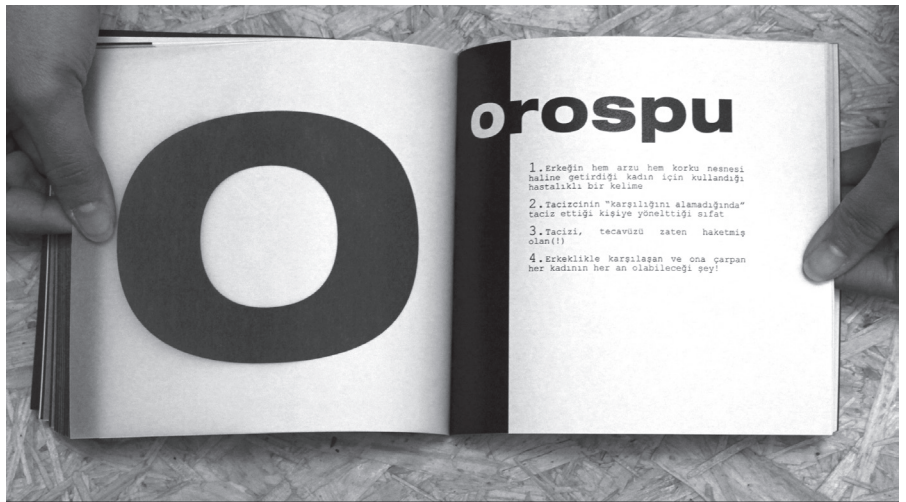 O
orospu
1.Erkeğin hem arzu hem korku nesnesi
haline getirdiği kadın için kullandığı
hastalıklı bir kelime
2.Tacizcinin "karşılığını alamadığında"
taciz ettiği kişiye yönelttiği sıfat
3.Tacizi, tecavüzü zaten haketmiş
olan(!)
4.Erkeklikle karşılaşan ve ona çarpan
her kadının her an olabileceği şey!